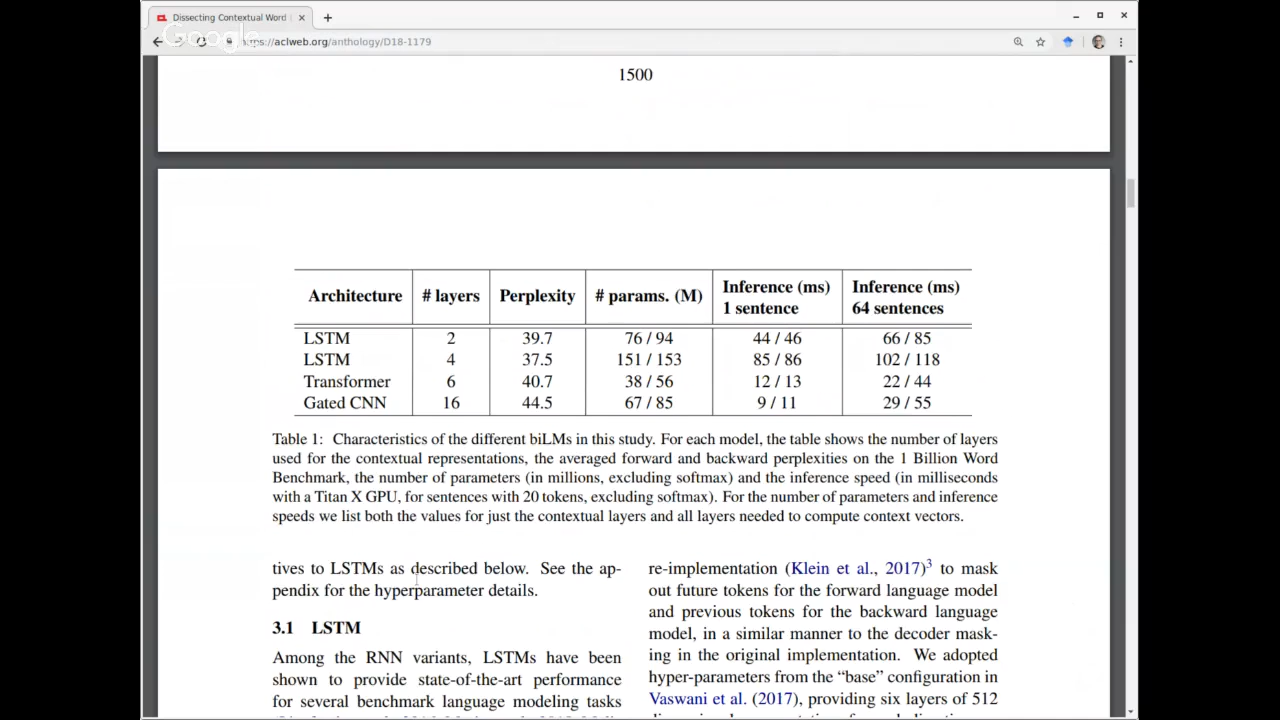 Dissecting Contextual Word
Google
https://aclweb.org/anthology/D18-1179
1500
Architecture # layers Perplexity # params. (M) Inference (ms) 1 sentence Inference (ms) 64 sentences
LSTM 2 39.7 76 / 94 44 / 46 66 / 85
LSTM 4 37.5 151 / 153 85 / 86 102 / 118
Transformer 6 40.7 38 / 56 12 / 13 22 / 44
Gated CNN 16 44.5 67 / 85 9 / 11 29 / 55
Table 1: Characteristics of the different biLMs in this study. For each model, the table shows the number of layers
used for the contextual representations, the averaged forward and backward perplexities on the 1 Billion Word
Benchmark, the number of parameters (in millions, excluding softmax) and the inference speed (in milliseconds
with a Titan X GPU, for sentences with 20 tokens, excluding softmax). For the number of parameters and inference
speeds we list both the values for just the contextual layers and all layers needed to compute context vectors.
tives to LSTMs as described below. See the ap-
pendix for the hyperparameter details.
3.1 LSTM
Among the RNN variants, LSTMs have been
shown to provide state-of-the-art performance
for several benchmark language modeling tasks
re-implementation (Klein et al., 2017)3 to mask
out future tokens for the forward language model
and previous tokens for the backward language
model, in a similar manner to the decoder mask-
ing in the original implementation. We adopted
hyper-parameters from the “base” configuration in
Vaswani et al. (2017), providing six layers of 512